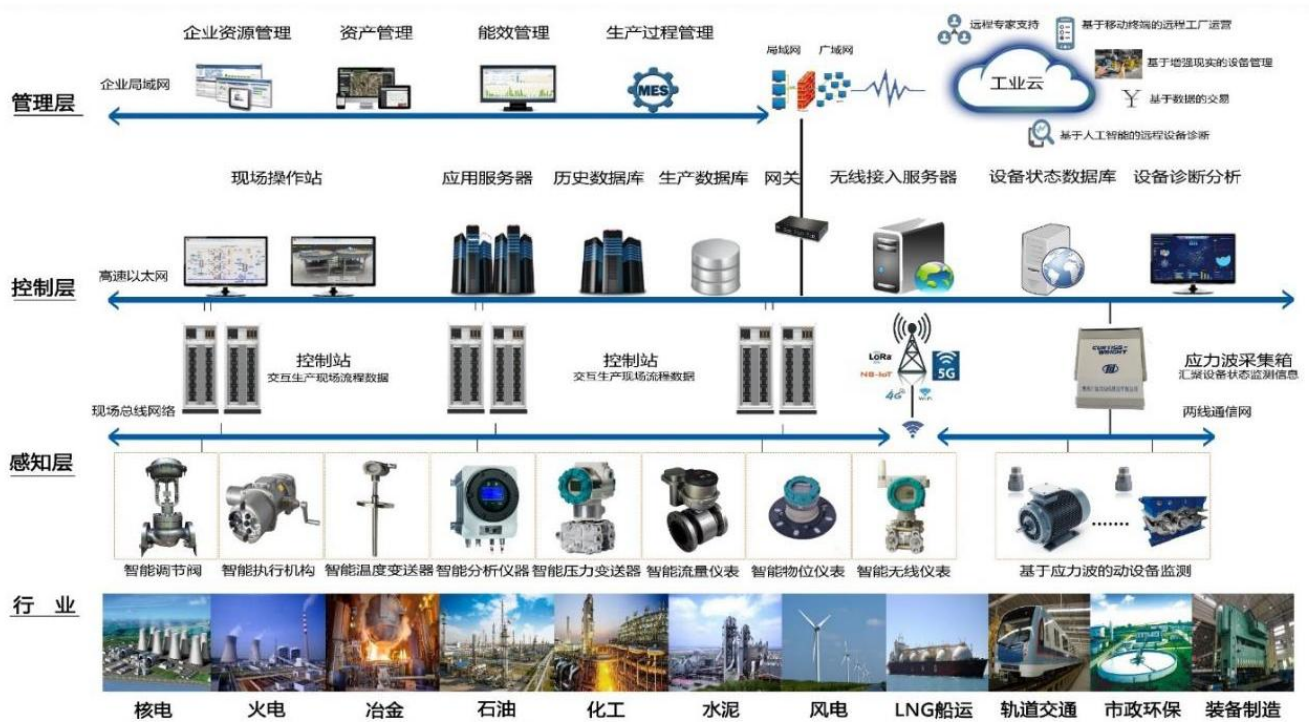 企业资源管理
资产管理
能效管理
生产过程管理
局域网
广域网
远程专家支持
基于移动终端的远程工厂运营
企业局域网
基于增强现实的设备管理
管理层
MES
工业云
基于数据的交易
基于人工智能的远程设备诊断
现场操作站
应用服务器
历史数据库
生产数据库
网关
无线接入服务器
设备状态数据库
设备诊断分析
高速以太网
控制层
控制站
交互生产现场流程数据
控制站
交互生产现场流程数据
LoRa
NB-IoT
5G
4G
Wi-Fi
CURTISS-WRIGHT
应力波采集箱
汇聚设备状态监测信息
现场总线网络
两线通信网
感知层
智能调节阀
智能执行机构
智能温度变送器
智能分析仪器
智能压力变送器
智能流量仪表
智能物位仪表
智能无线仪表
基于应力波的动设备监测
行 业
核电
火电
冶金
石油
化工
水泥
风电
LNG船运
轨道交通
市政环保
装备制造